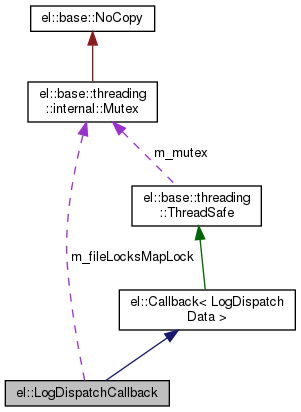 el::base::NoCopy
el::base::threading
::internal::Mutex
m_mutex
el::base::threading
::ThreadSafe
m_fileLocksMapLock
el::Callback< LogDispatch
Data >
el::LogDispatchCallback